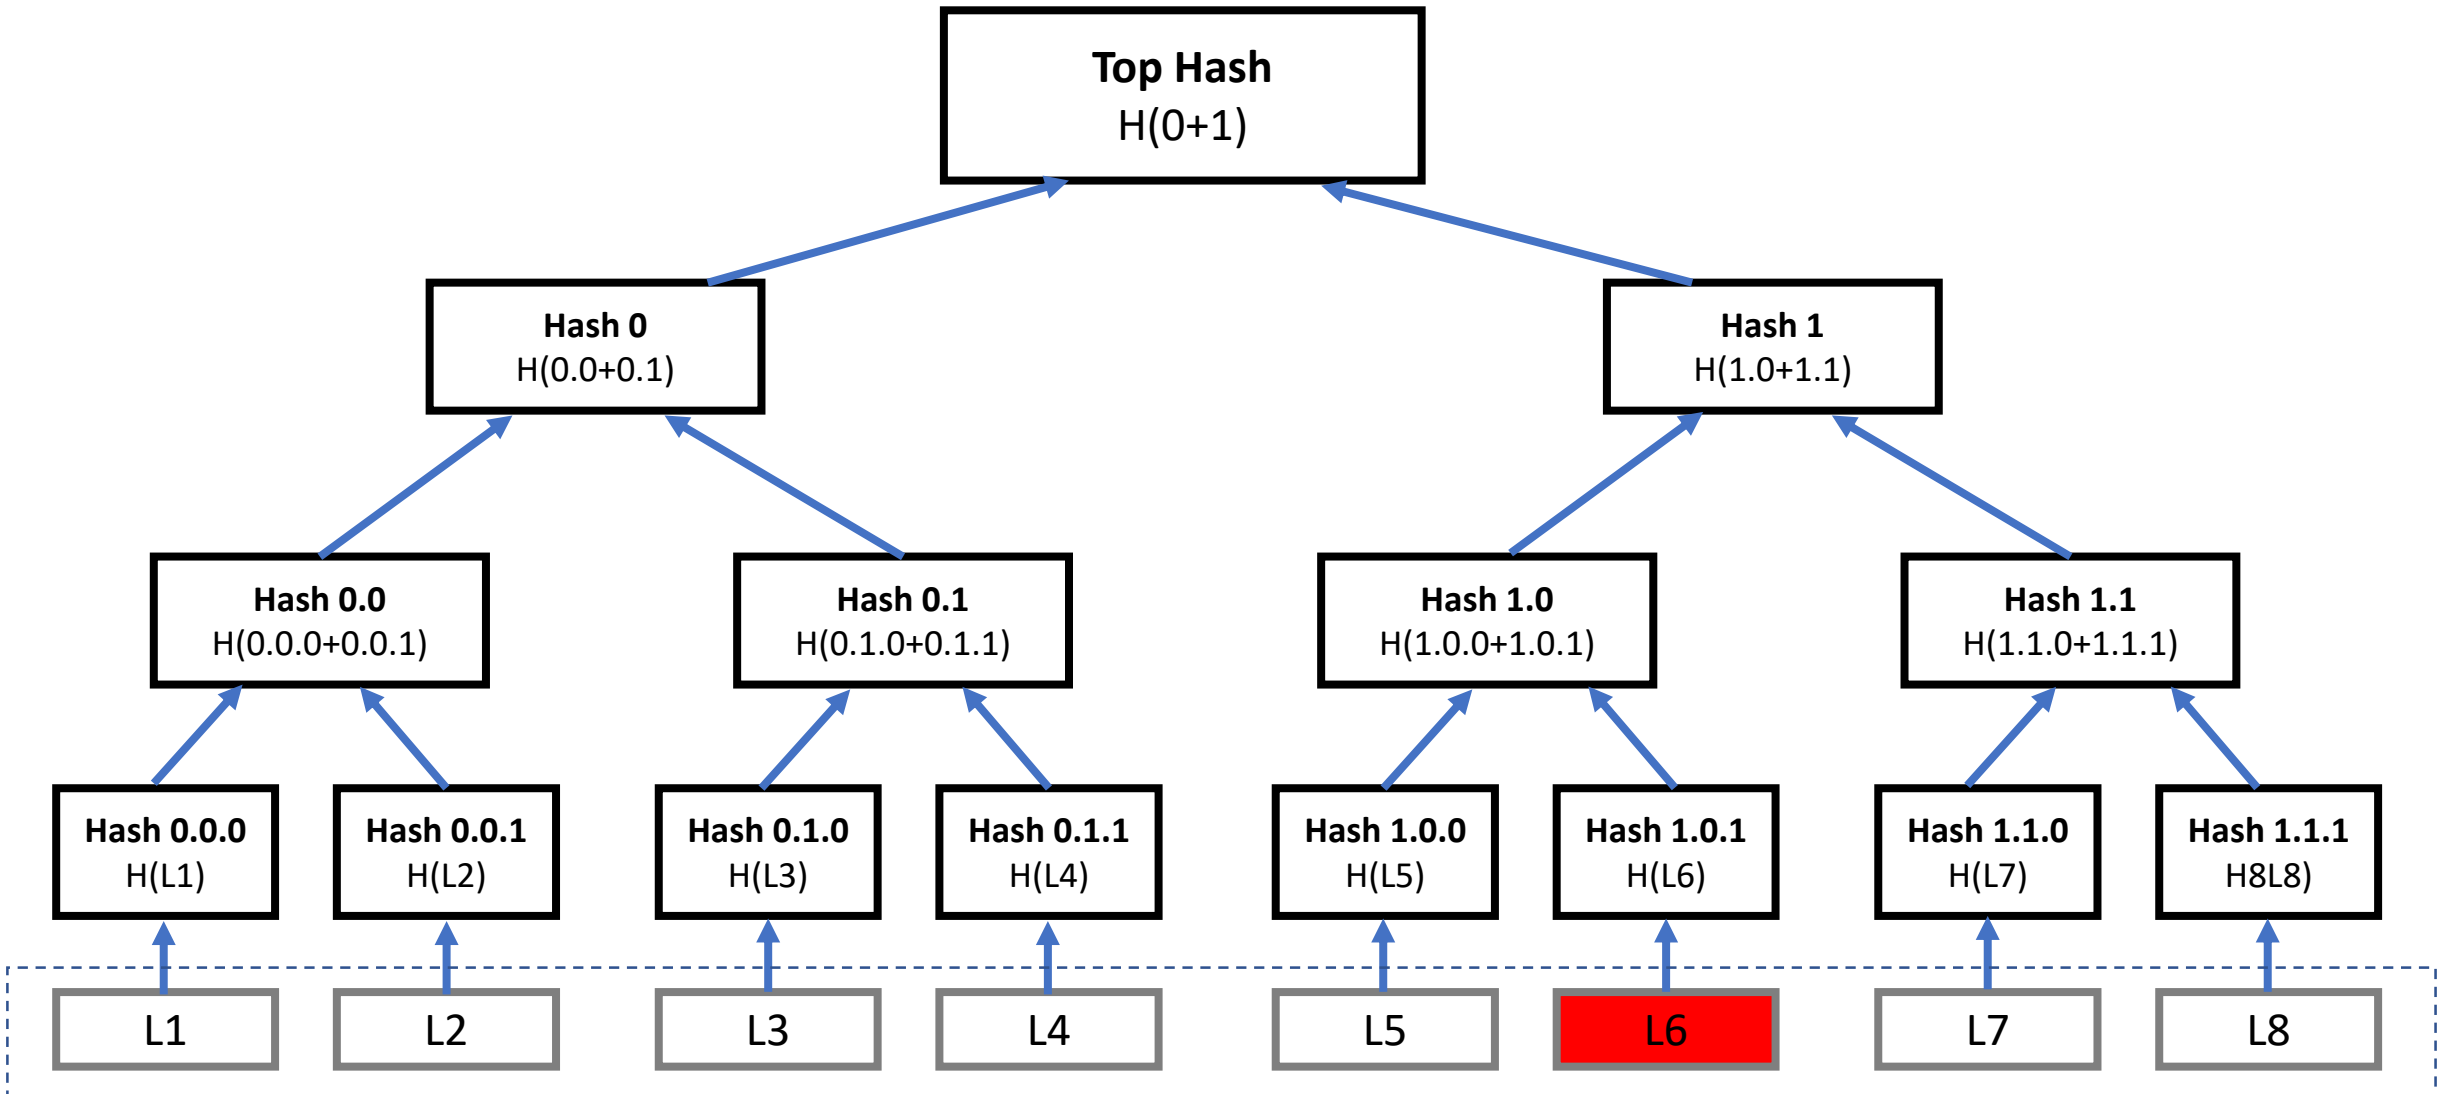 Top Hash
H(0+1)
Hash 0
H(0.0+0.1)
Hash 1
H(1.0+1.1)
Hash 0.0
H(0.0.0+0.0.1)
Hash 0.1
H(0.1.0+0.1.1)
Hash 1.0
H(1.0.0+1.0.1)
Hash 1.1
H(1.1.0+1.1.1)
Hash 0.0.0
H(L1)
Hash 0.0.1
H(L2)
Hash 0.1.0
H(L3)
Hash 0.1.1
H(L4)
Hash 1.0.0
H(L5)
Hash 1.0.1
H(L6)
Hash 1.1.0
H(L7)
Hash 1.1.1
H8L8)
L1
L2
L3
L4
L5
L6
L7
L8